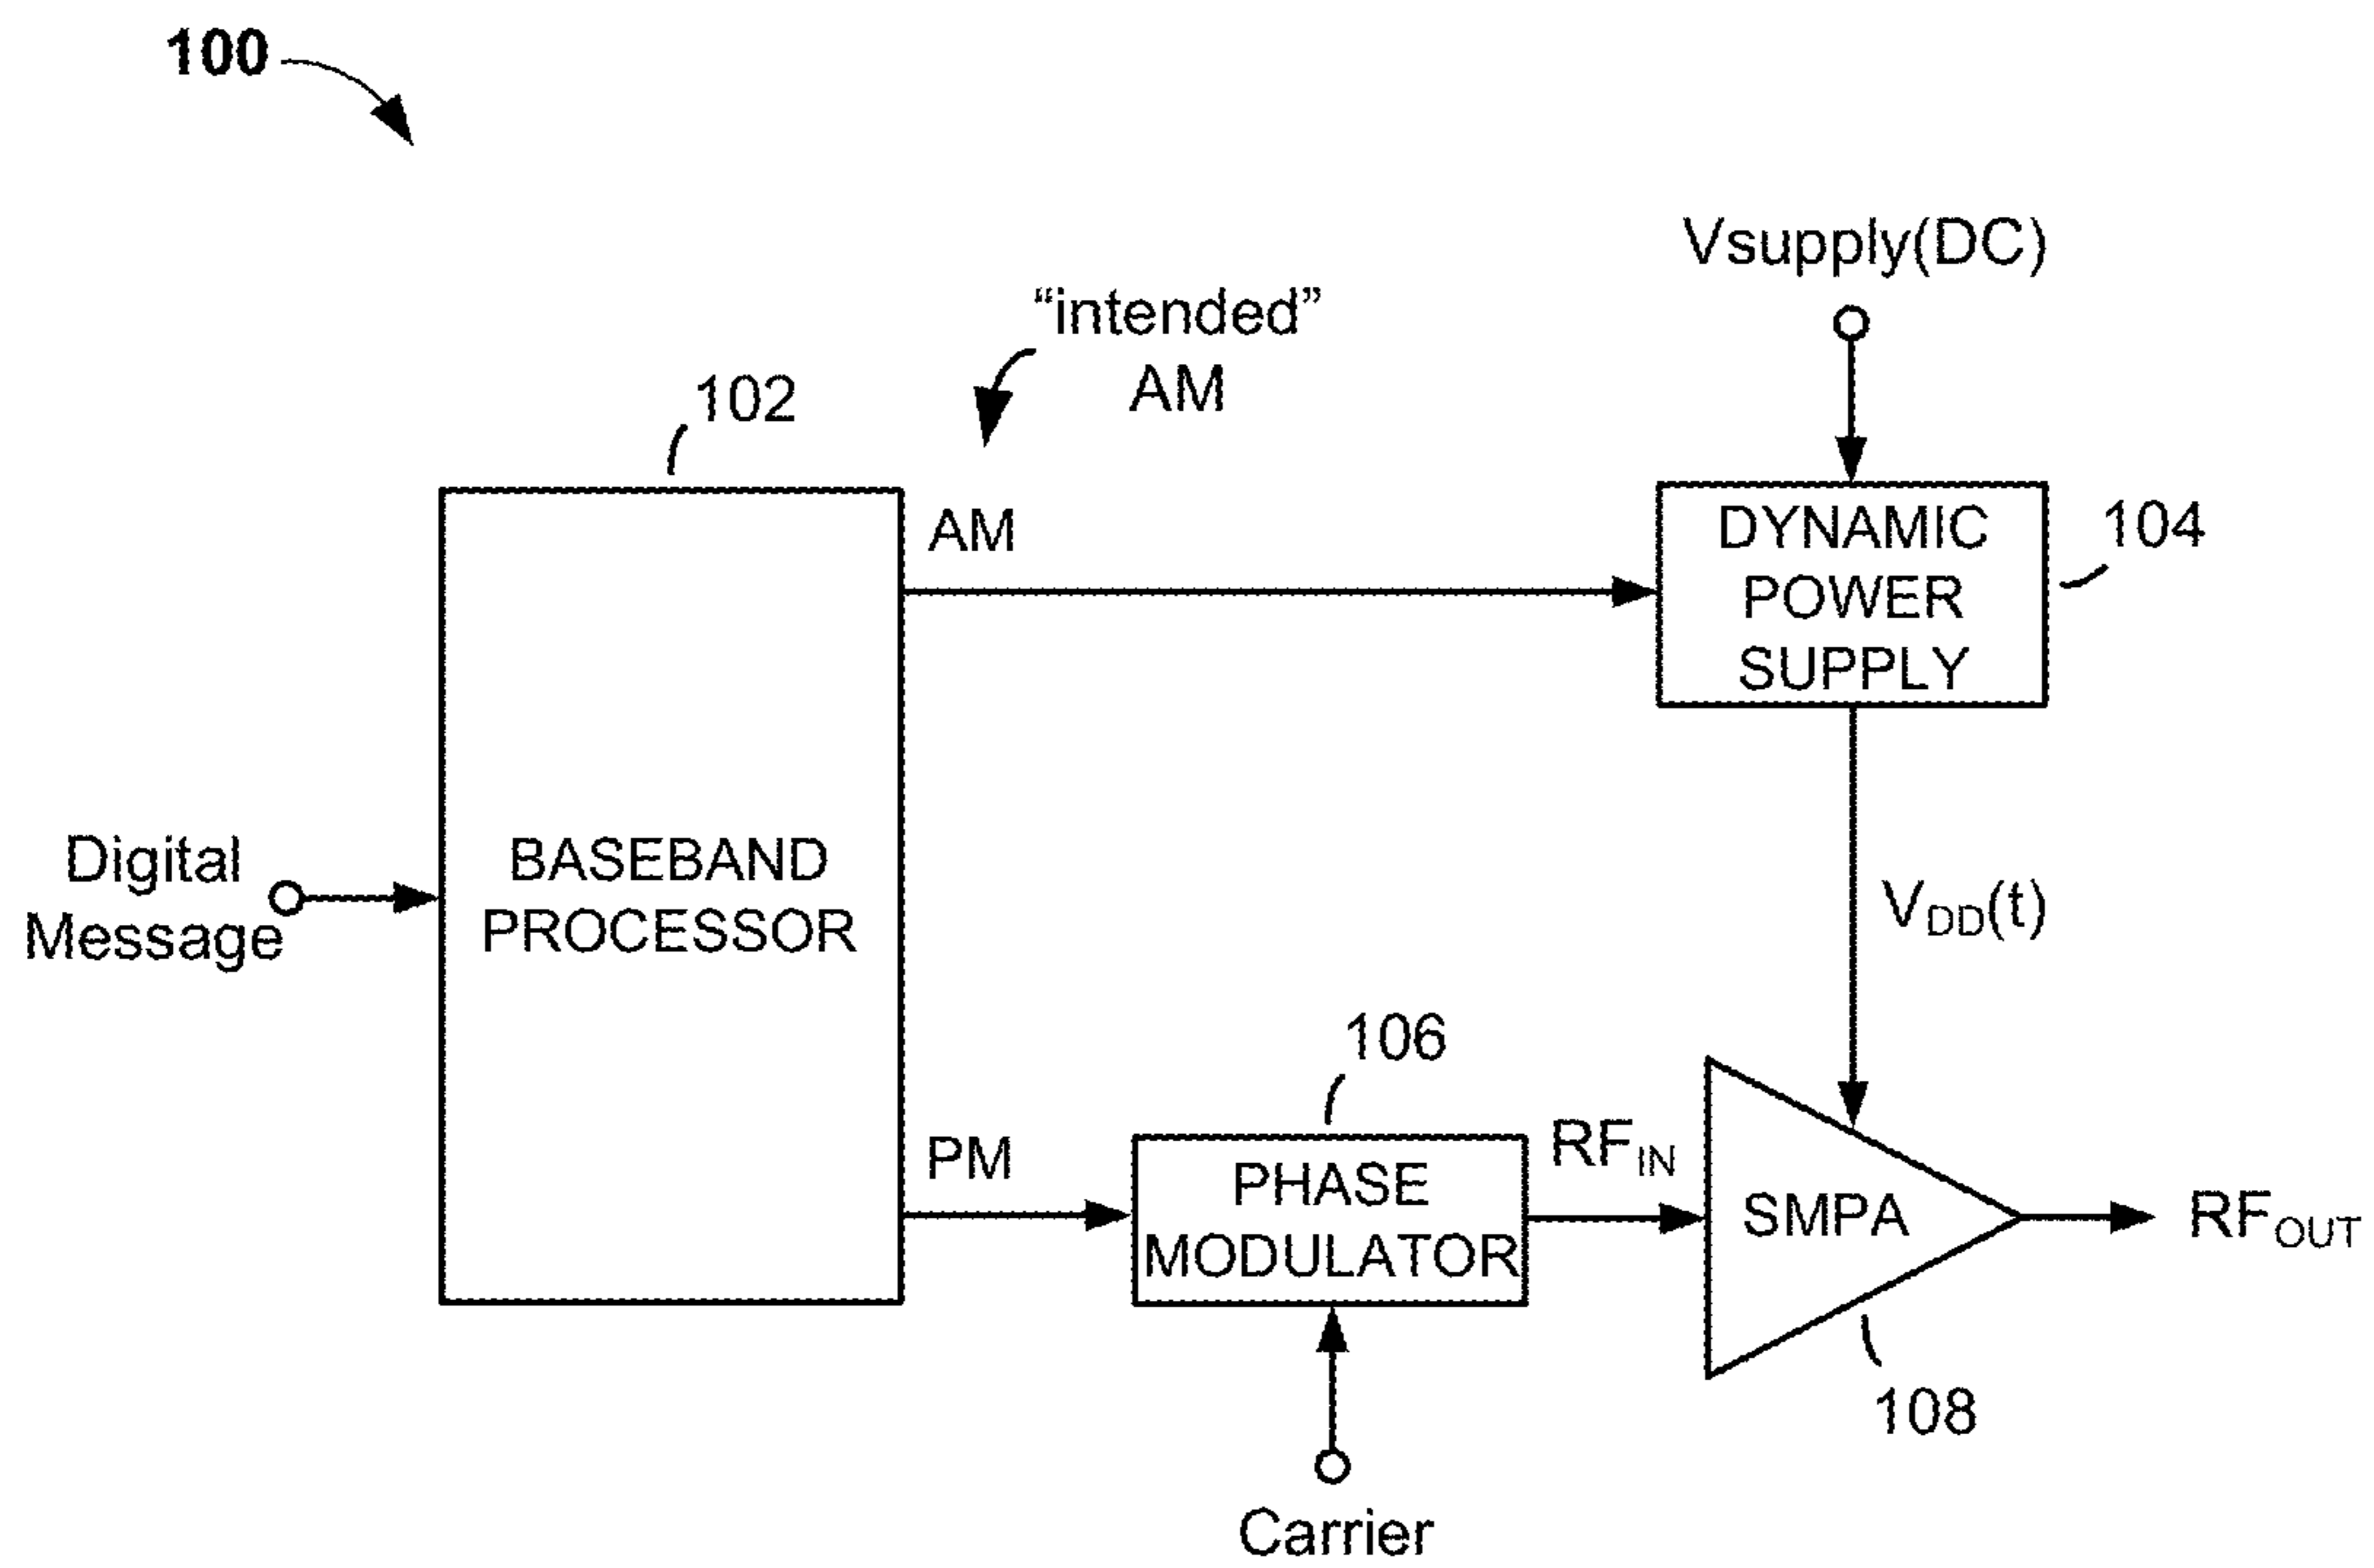 100
Vsupply(DC)
“intended”
AM
102
AM
DYNAMIC
POWER
SUPPLY
104
Digital
Message
BASEBAND
PROCESSOR
VDD(t)
106
PM
PHASE
MODULATOR
RFIN
SMPA
RFOUT
108
Carrier